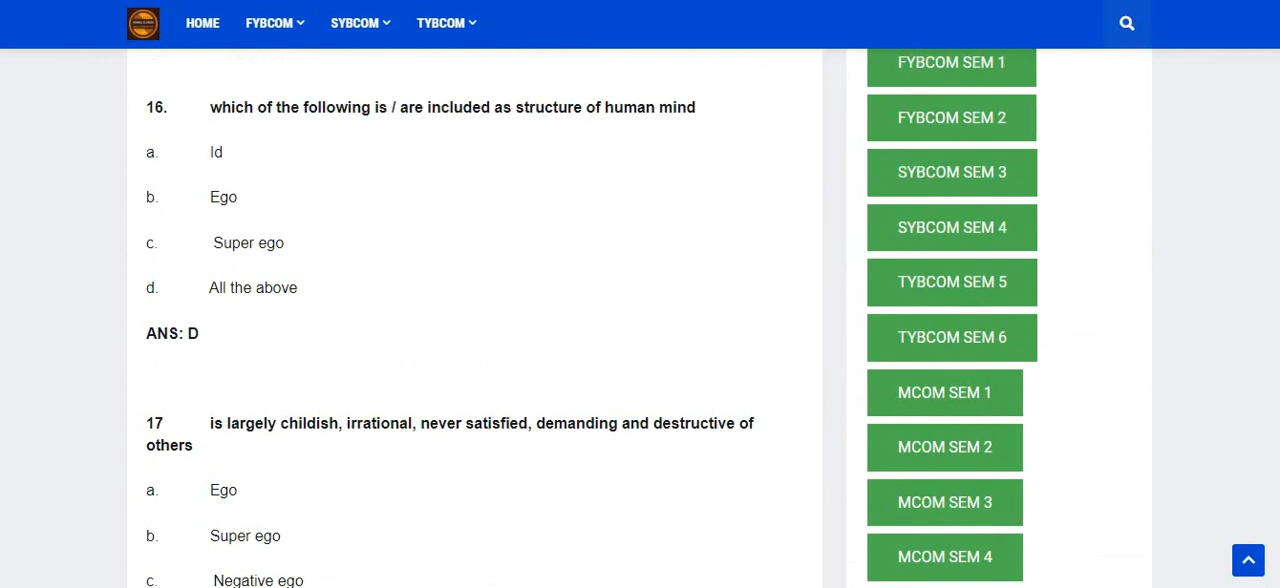 HOME FYBCOM SYBCOM TYBCOM
16. which of the following is / are included as structure of human mind
a. Id
b. Ego
c. Super ego
d. All the above
ANS: D
17 is largely childish, irrational, never satisfied, demanding and destructive of
others
a. Ego
b. Super ego
c. Negative ego
FYBCOM SEM 1
FYBCOM SEM 2
SYBCOM SEM 3
SYBCOM SEM 4
TYBCOM SEM 5
TYBCOM SEM 6
MCOM SEM 1
MCOM SEM 2
MCOM SEM 3
MCOM SEM 4